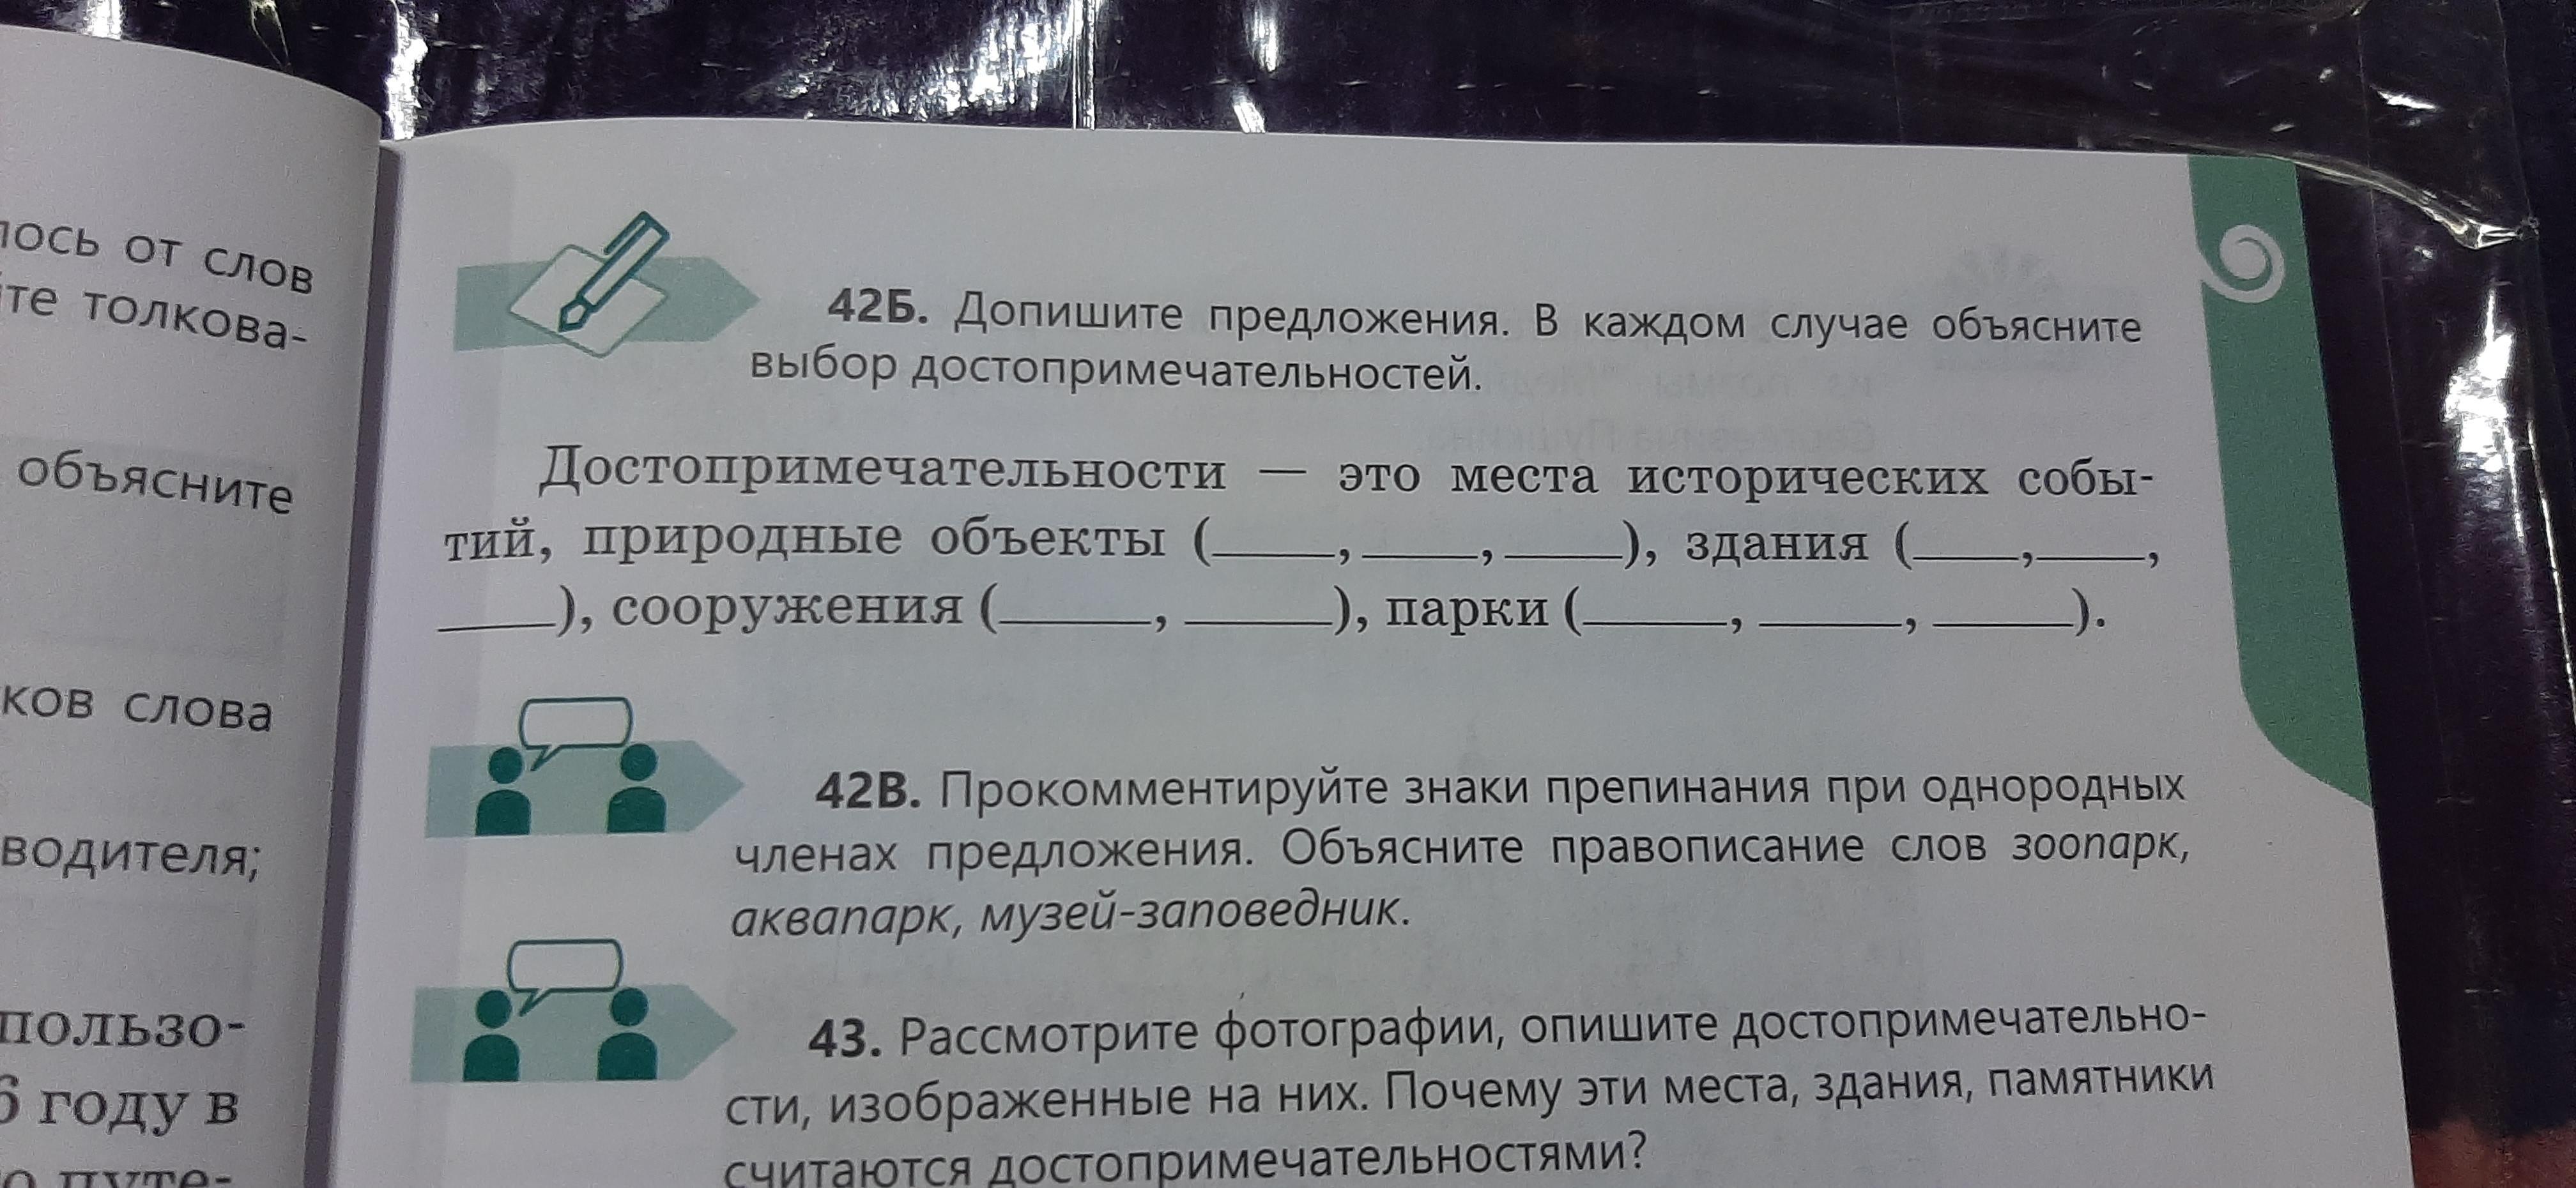 лось от слов
те толкова-
объясните
ков слова
водителя;
пользо-
6 году в
42Б. Допишите предложения. В каждом случае объясните
выбор достопримечательностей.
Достопримечательности — это места исторических собы-
тий, природные объекты (____, ____, ____), здания (____, ____,
____), сооружения (____, ____), парки (____, ____, ____).
42В. Прокомментируйте знаки препинания при однородных
членах предложения. Объясните правописание слов зоопарк,
аквапарк, музей-заповедник.
43. Рассмотрите фотографии, опишите достопримечательно-
сти, изображенные на них. Почему эти места, здания, памятники
считаются достопримечательностями?